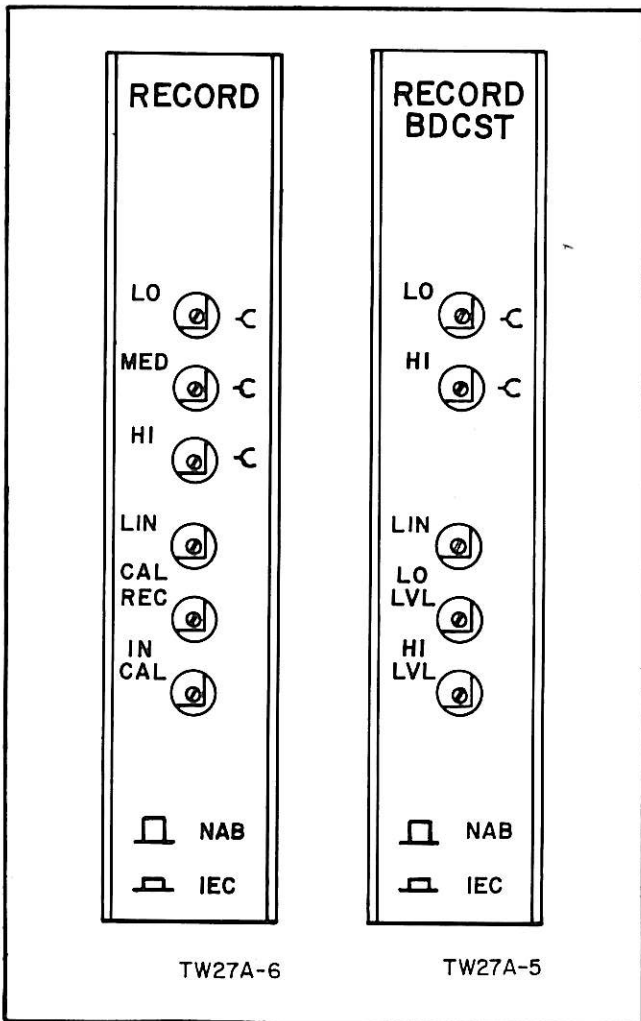 RECORD
LO
MED
HI
LIN
CAL
REC
IN
CAL
NAB
IEC
TW27A-6
RECORD
BDCST
LO
HI
LIN
LO
LVL
HI
LVL
NAB
IEC
TW27A-5